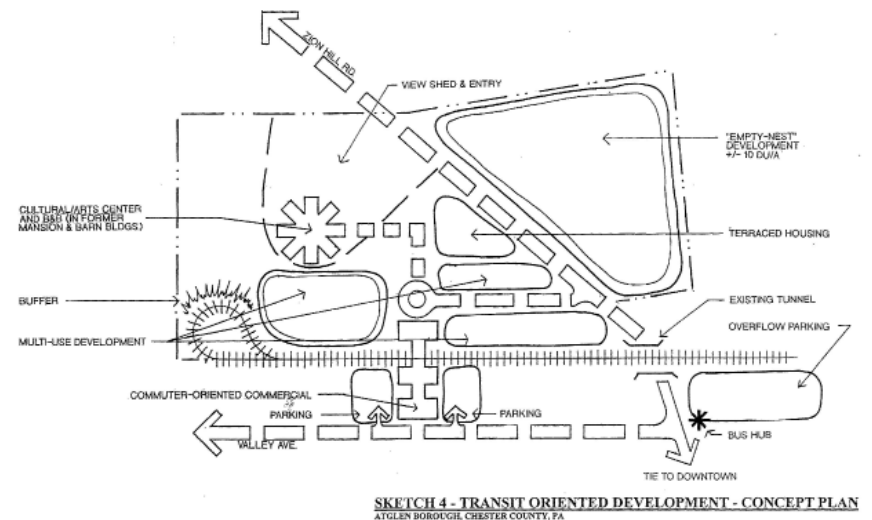 ZION HILL RD.
VIEW SHED & ENTRY
"EMPTY-NEST"
DEVELOPMENT
+/- 10 DU/A
CULTURAL/ARTS CENTER
AND B&B (IN FORMER
MANSION & BARN BLDGS.)
TERRACED HOUSING
BUFFER
EXISTING TUNNEL
OVERFLOW PARKING
MULTI-USE DEVELOPMENT
COMMUTER-ORIENTED COMMERCIAL
PARKING
PARKING
BUS HUB
VALLEY AVE.
TIE TO DOWNTOWN
SKETCH 4 - TRANSIT ORIENTED DEVELOPMENT - CONCEPT PLAN
ATGLEN BOROUGH, CHESTER COUNTY, PA